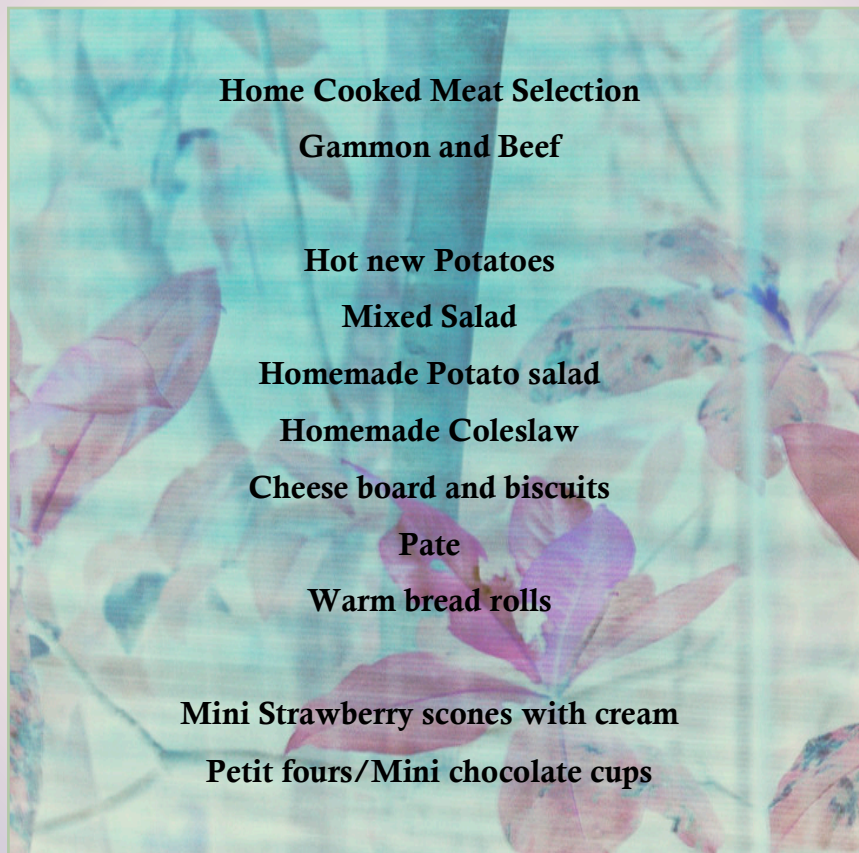 Home Cooked Meat Selection
Gammon and Beef
Hot new Potatoes
Mixed Salad
Homemade Potato salad
Homemade Coleslaw
Cheese board and biscuits
Pate
Warm bread rolls
Mini Strawberry scones with cream
Petit fours/Mini chocolate cups